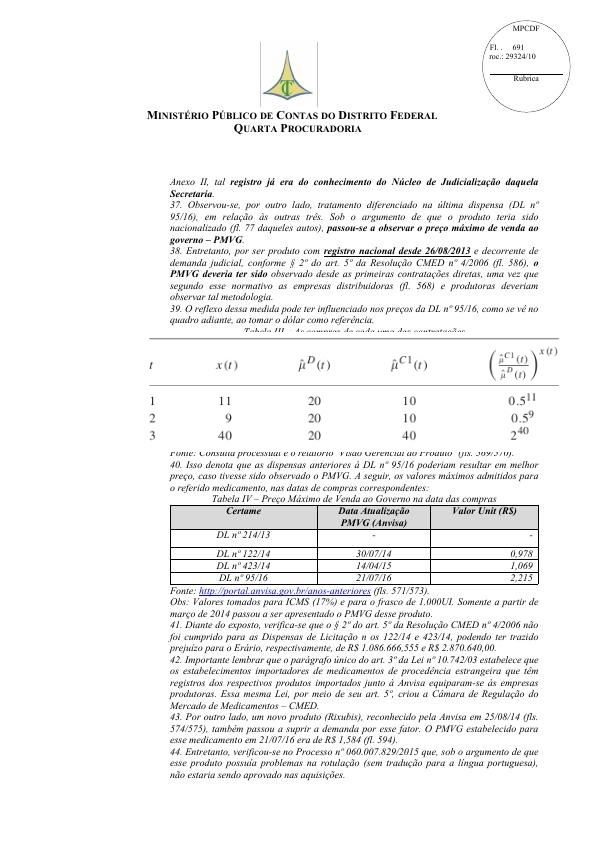 MPCDF
Fl. . 691
roc.: 29324/10
Rubrica
MINISTÉRIO PÚBLICO DE CONTAS DO DISTRITO FEDERAL
QUARTA PROCURADORIA
Anexo II, tal registro já era do conhecimento do Núcleo de Judicialização daquela
Secretaria.
37. Observou-se, por outro lado, tratamento diferenciado na última dispensa (DL nº
95/16), em relação às outras três. Sob o argumento de que o produto teria sido
nacionalizado (fl. 77 daqueles autos), passou-se a observar o preço máximo de venda ao
governo – PMVG.
38. Entretanto, por ser produto com registro nacional desde 26/08/2013 e decorrente de
demanda judicial, conforme § 2º do art. 5º da Resolução CMED nº 4/2006 (fl. 586), o
PMVG deveria ter sido observado desde as primeiras contratações diretas, uma vez que
segundo esse normativo as empresas distribuidoras (fl. 568) e produtoras deveriam
observar tal metodologia.
39. O reflexo dessa medida pode ter influenciado nos preços da DL nº 95/16, como se vê no
quadro adiante, ao tomar o dólar como referência.
Tabela III – As compras de cada uma das contratações
t x(t) μ̂^D(t) μ̂^C1(t) (μ̂^C1(t)/μ̂^D(t))^x(t)
1 11 20 10 0.5^11
2 9 20 10 0.5^9
3 40 20 40 2^40
Fonte: Consulta processual e o relatório "Visão Gerencial do Produto" (fls. 569/570).
40. Isso denota que as dispensas anteriores à DL nº 95/16 poderiam resultar em melhor
preço, caso tivesse sido observado o PMVG. A seguir, os valores máximos admitidos para
o referido medicamento, nas datas de compras correspondentes:
Tabela IV – Preço Máximo de Venda ao Governo na data das compras
Certame Data Atualização PMVG (Anvisa) Valor Unit (R$)
DL nº 214/13 - -
DL nº 122/14 30/07/14 0,978
DL nº 423/14 14/04/15 1,069
DL nº 95/16 21/07/16 2,215
Fonte: http://portal.anvisa.gov.br/anos-anteriores (fls. 571/573).
Obs: Valores tomados para ICMS (17%) e para o frasco de 1,000UI. Somente a partir de
março de 2014 passou a ser apresentado o PMVG desse produto.
41. Diante do exposto, verifica-se que o § 2º do art. 5º da Resolução CMED nº 4/2006 não
foi cumprido para as Dispensas de Licitação n os 122/14 e 423/14, podendo ter trazido
prejuízo para o Erário, respectivamente, de R$ 1.086.666,555 e R$ 2.870.640,00.
42. Importante lembrar que o parágrafo único do art. 3º da Lei nº 10.742/03 estabelece que
os estabelecimentos importadores de medicamentos de procedência estrangeira que têm
registros dos respectivos produtos importados junto à Anvisa equiparam-se às empresas
produtoras. Essa mesma Lei, por meio de seu art. 5º, criou a Câmara de Regulação do
Mercado de Medicamentos – CMED.
43. Por outro lado, um novo produto (Rixubis), reconhecido pela Anvisa em 25/08/14 (fls.
574/575), também passou a suprir a demanda por esse fator. O PMVG estabelecido para
esse medicamento em 21/07/16 era de R$ 1,584 (fl. 594).
44. Entretanto, verificou-se no Processo nº 060.007.829/2015 que, sob o argumento de que
esse produto possuía problemas na rotulação (sem tradução para a língua portuguesa),
não estaria sendo aprovado nas aquisições.